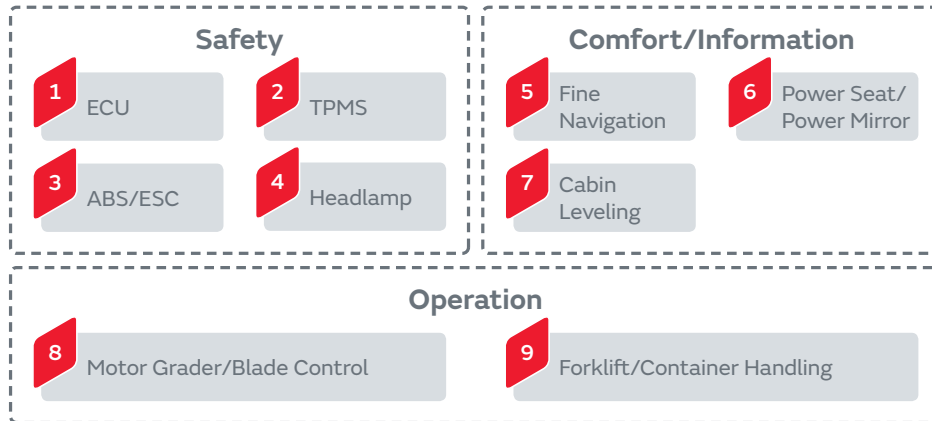 Safety
1
ECU
2
TPMS
3
ABS/ESC
4
Headlamp
Comfort/Information
5
Fine
Navigation
6
Power Seat/
Power Mirror
7
Cabin
Leveling
Operation
8
Motor Grader/Blade Control
9
Forklift/Container Handling